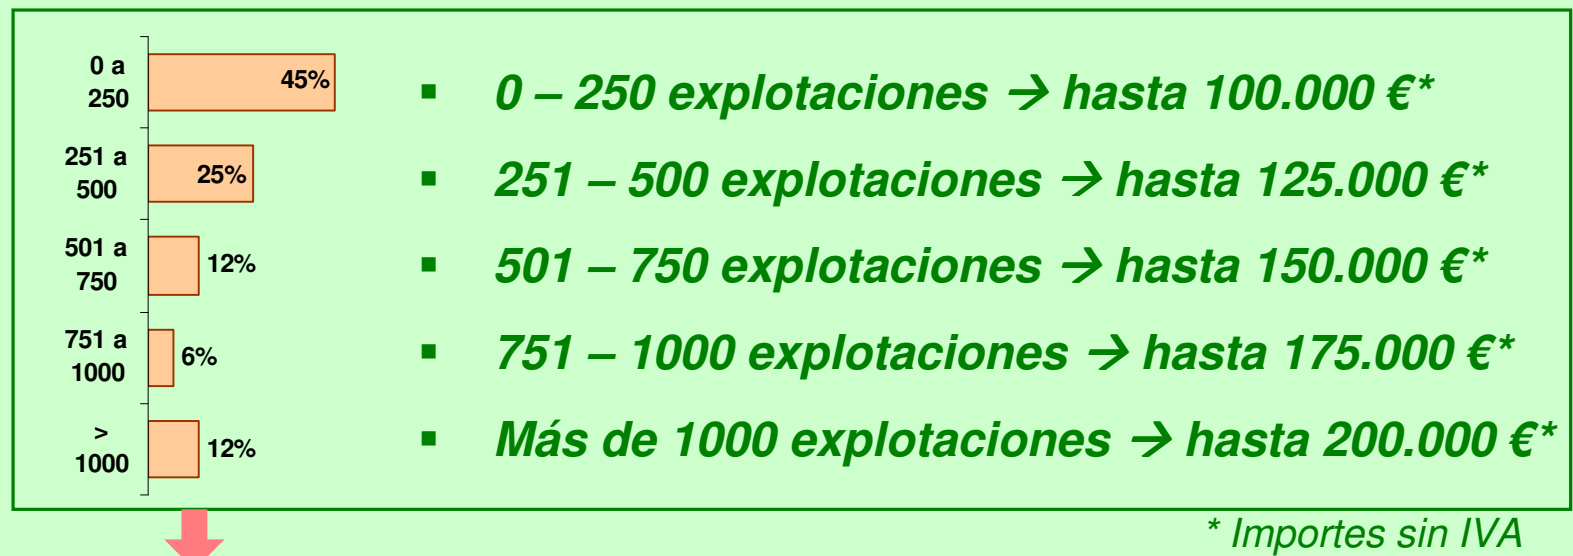 0 a
250
45%
▪ 0 – 250 explotaciones → hasta 100.000 €*
251 a
500
25%
▪ 251 – 500 explotaciones → hasta 125.000 €*
501 a
750
12%
▪ 501 – 750 explotaciones → hasta 150.000 €*
751 a
1000
6%
▪ 751 – 1000 explotaciones → hasta 175.000 €*
>
1000
12%
▪ Más de 1000 explotaciones → hasta 200.000 €*
* Importes sin IVA